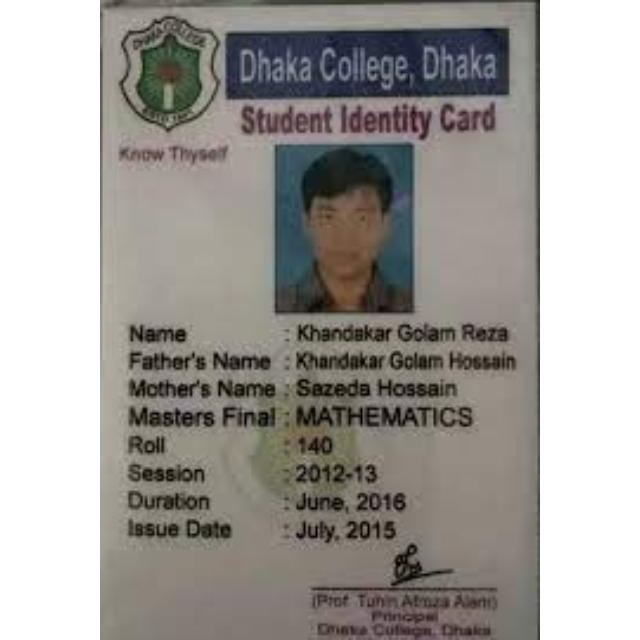 DHAKA COLLEGE
ESTD 1841
Dhaka College, Dhaka
Student Identity Card
Know Thyself
Name : Khandakar Golam Reza
Father's Name : Khandakar Golam Hossain
Mother's Name : Sazeda Hossain
Masters Final : MATHEMATICS
Roll : 140
Session : 2012-13
Duration : June, 2016
Issue Date : July, 2015
(Prof. Tuhin Afroza Alam)
Principal
Dhaka College, Dhaka